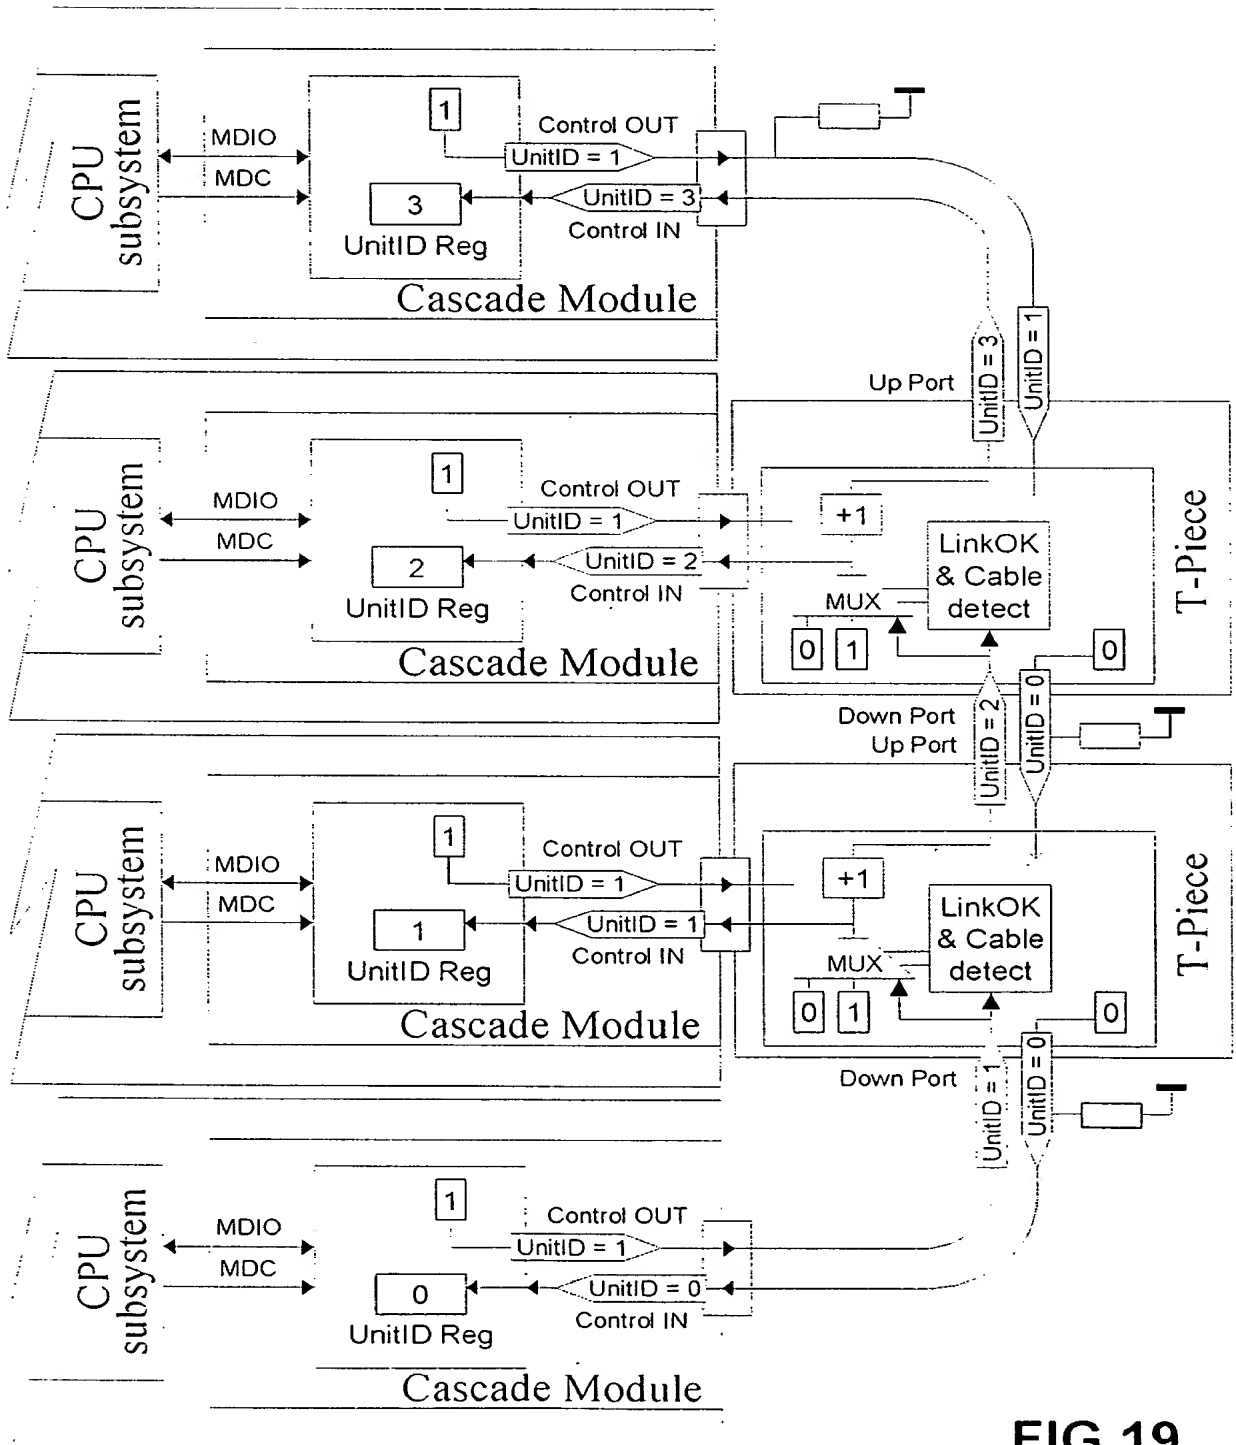 CPU
subsystem
MDIO
MDC
1
3
UnitID Reg
Control OUT
UnitID = 1
UnitID = 3
Control IN
Cascade Module
Up Port
UnitID = 3
UnitID = 1
CPU
subsystem
MDIO
MDC
1
2
UnitID Reg
Control OUT
UnitID = 1
UnitID = 2
Control IN
Cascade Module
+1
LinkOK
& Cable
detect
MUX
0
1
0
T-Piece
Down Port
Up Port
UnitID = 2
UnitID = 0
CPU
subsystem
MDIO
MDC
1
1
UnitID Reg
Control OUT
UnitID = 1
UnitID = 1
Control IN
Cascade Module
+1
LinkOK
& Cable
detect
MUX
0
1
0
T-Piece
Down Port
UnitID = 1
UnitID = 0
CPU
subsystem
MDIO
MDC
1
0
UnitID Reg
Control OUT
UnitID = 1
UnitID = 0
Control IN
Cascade Module
FIG 19